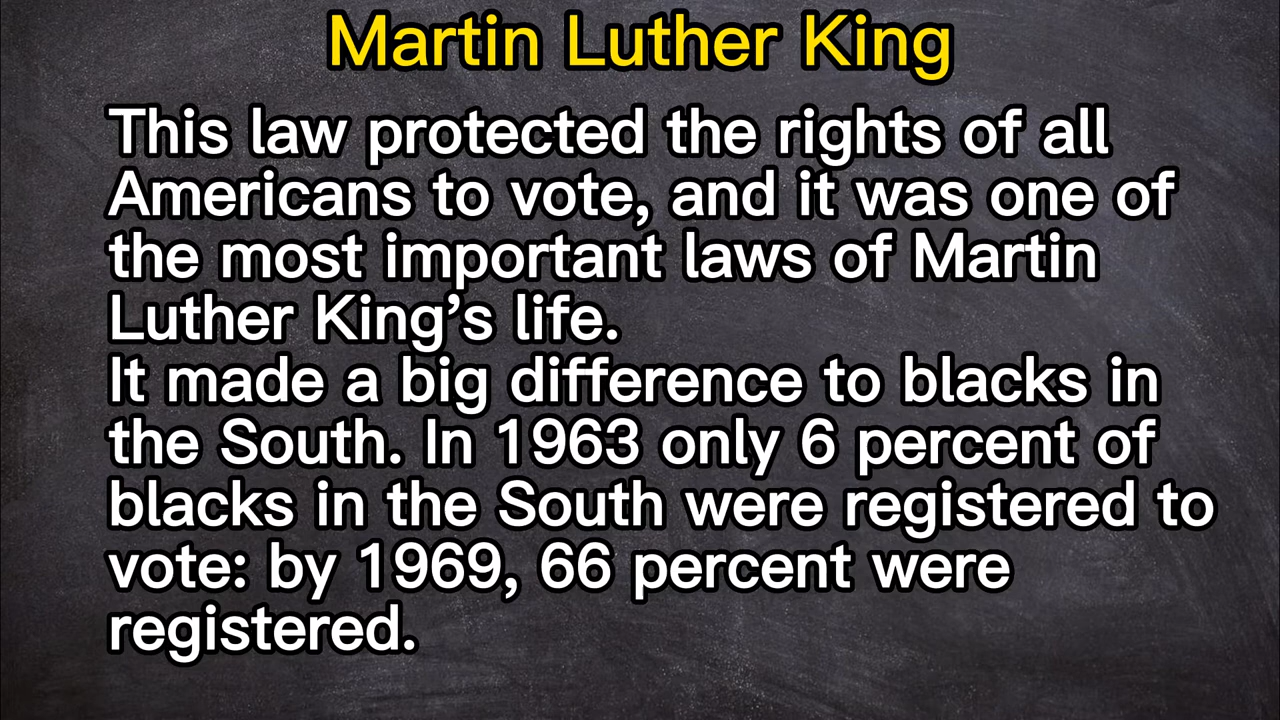 Martin Luther King
This law protected the rights of all
Americans to vote, and it was one of
the most important laws of Martin
Luther King’s life.
It made a big difference to blacks in
the South. In 1963 only 6 percent of
blacks in the South were registered to
vote: by 1969, 66 percent were
registered.